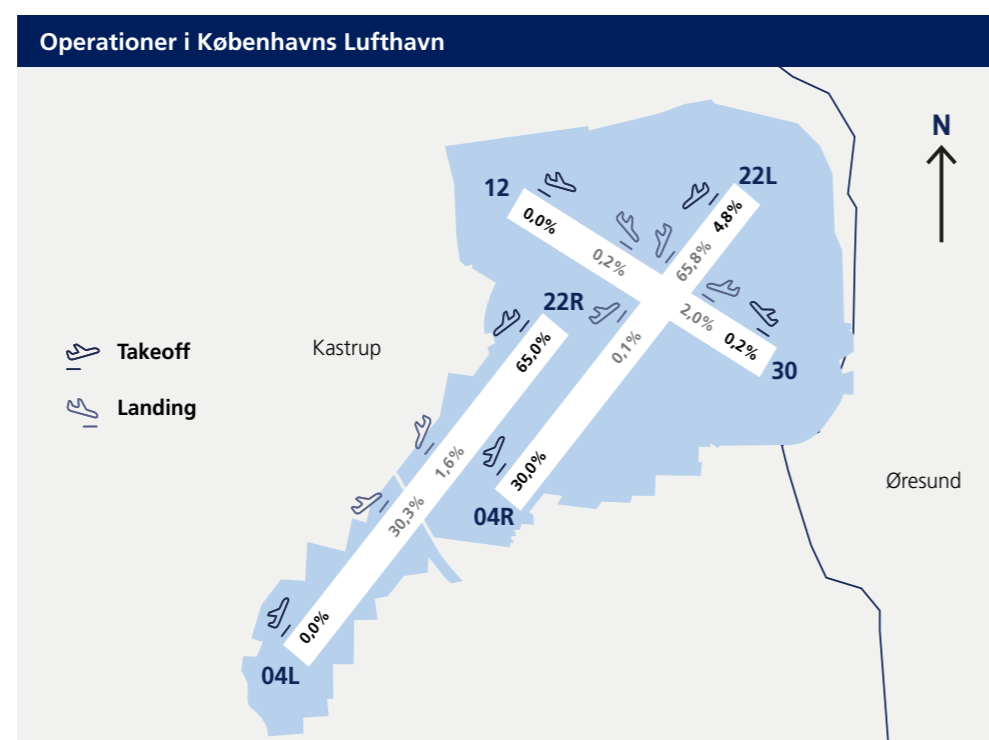 Operationer i Københavns Lufthavn
N
22L
12
4,8%
0,0%
0,2%
65,8%
22R
2,0%
0,2%
65,0%
0,1%
30
Takeoff
Kastrup
Landing
1,6%
30,0%
Øresund
30,3%
04R
0,0%
04L